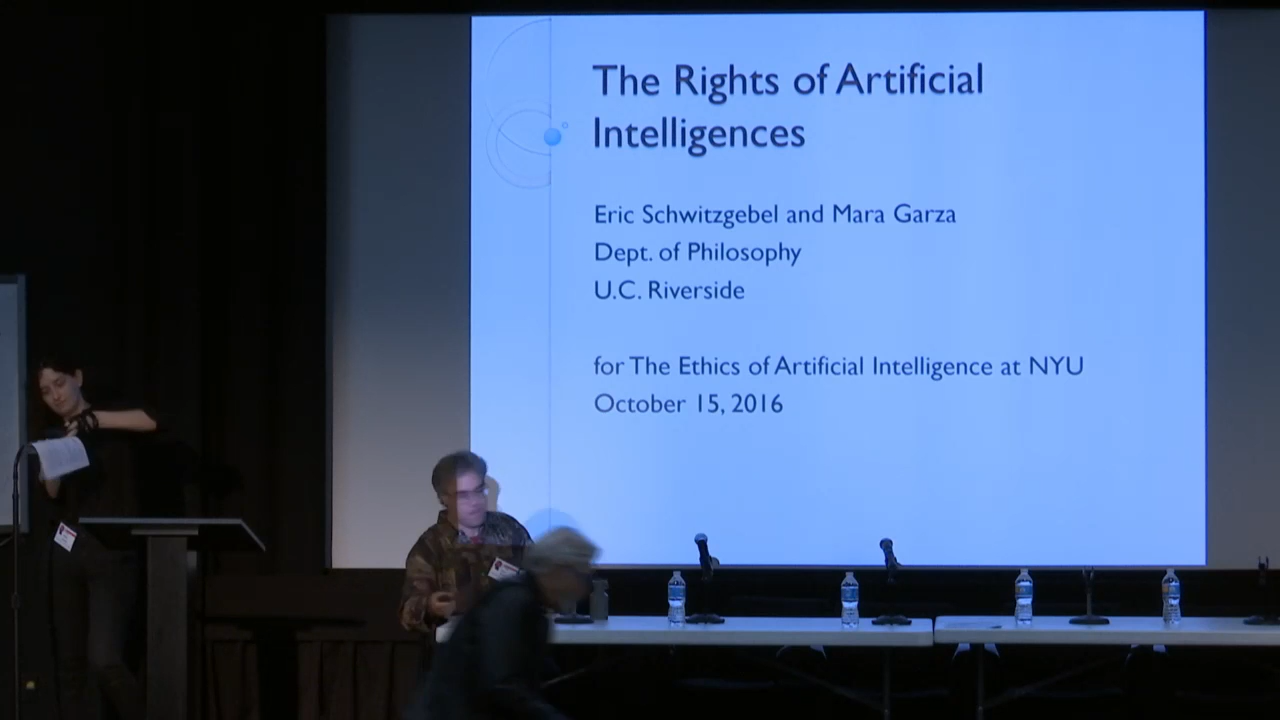 The Rights of Artificial
Intelligences
Eric Schwitzgebel and Mara Garza
Dept. of Philosophy
U.C. Riverside
for The Ethics of Artificial Intelligence at NYU
October 15, 2016